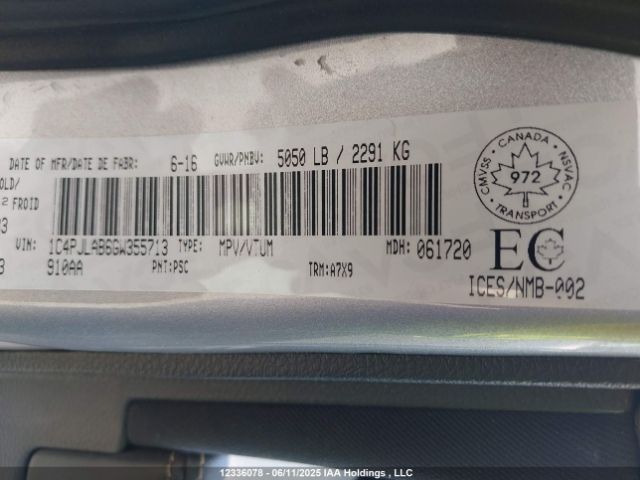 DATE OF MFR/DATE DE FABR: 6-16 GVWR/PNBV: 5050 LB / 2291 KG
OLD/
FROID
VIN: 1C4PJLAB6GW355713 TYPE: MPV/VTUM MDH: 061720
910AA PNT:PSC TRM:A7X9
CANADA
CMVSS NSVAC
972
TRANSPORT
EC
ICES/NMB-002
12336078 - 06/11/2025 IAA Holdings , LLC